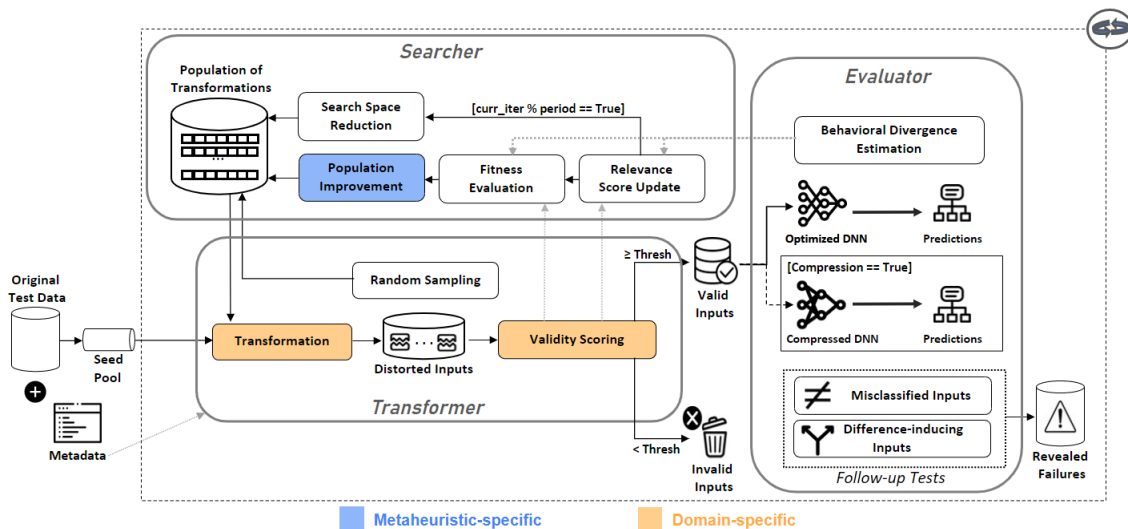 Searcher
Population of
Transformations
Search Space
Reduction
[curr_iter % period == True]
Population
Improvement
Fitness
Evaluation
Relevance
Score Update
Evaluator
Behavioral Divergence
Estimation
Optimized DNN
Predictions
[Compression == True]
Compressed DNN
Predictions
Misclassified Inputs
Difference-inducing
Inputs
Follow-up Tests
Revealed
Failures
Original
Test Data
Seed
Pool
Metadata
Random Sampling
Transformation
...
Distorted Inputs
Validity Scoring
Transformer
≥ Thresh
Valid
Inputs
< Thresh
Invalid
Inputs
Metaheuristic-specific
Domain-specific